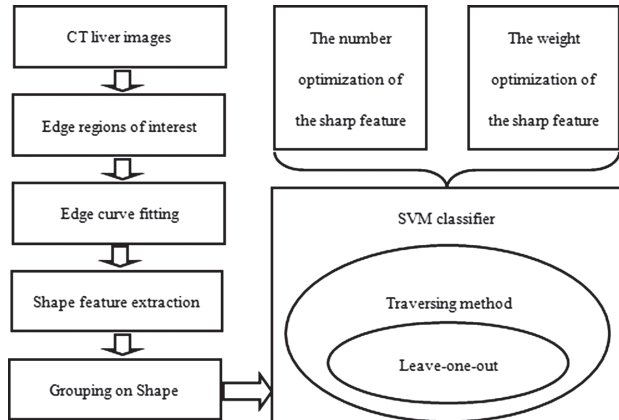 CT liver images
Edge regions of interest
Edge curve fitting
Shape feature extraction
Grouping on Shape
The number
optimization of
the sharp feature
The weight
optimization of
the sharp feature
SVM classifier
Traversing method
Leave-one-out